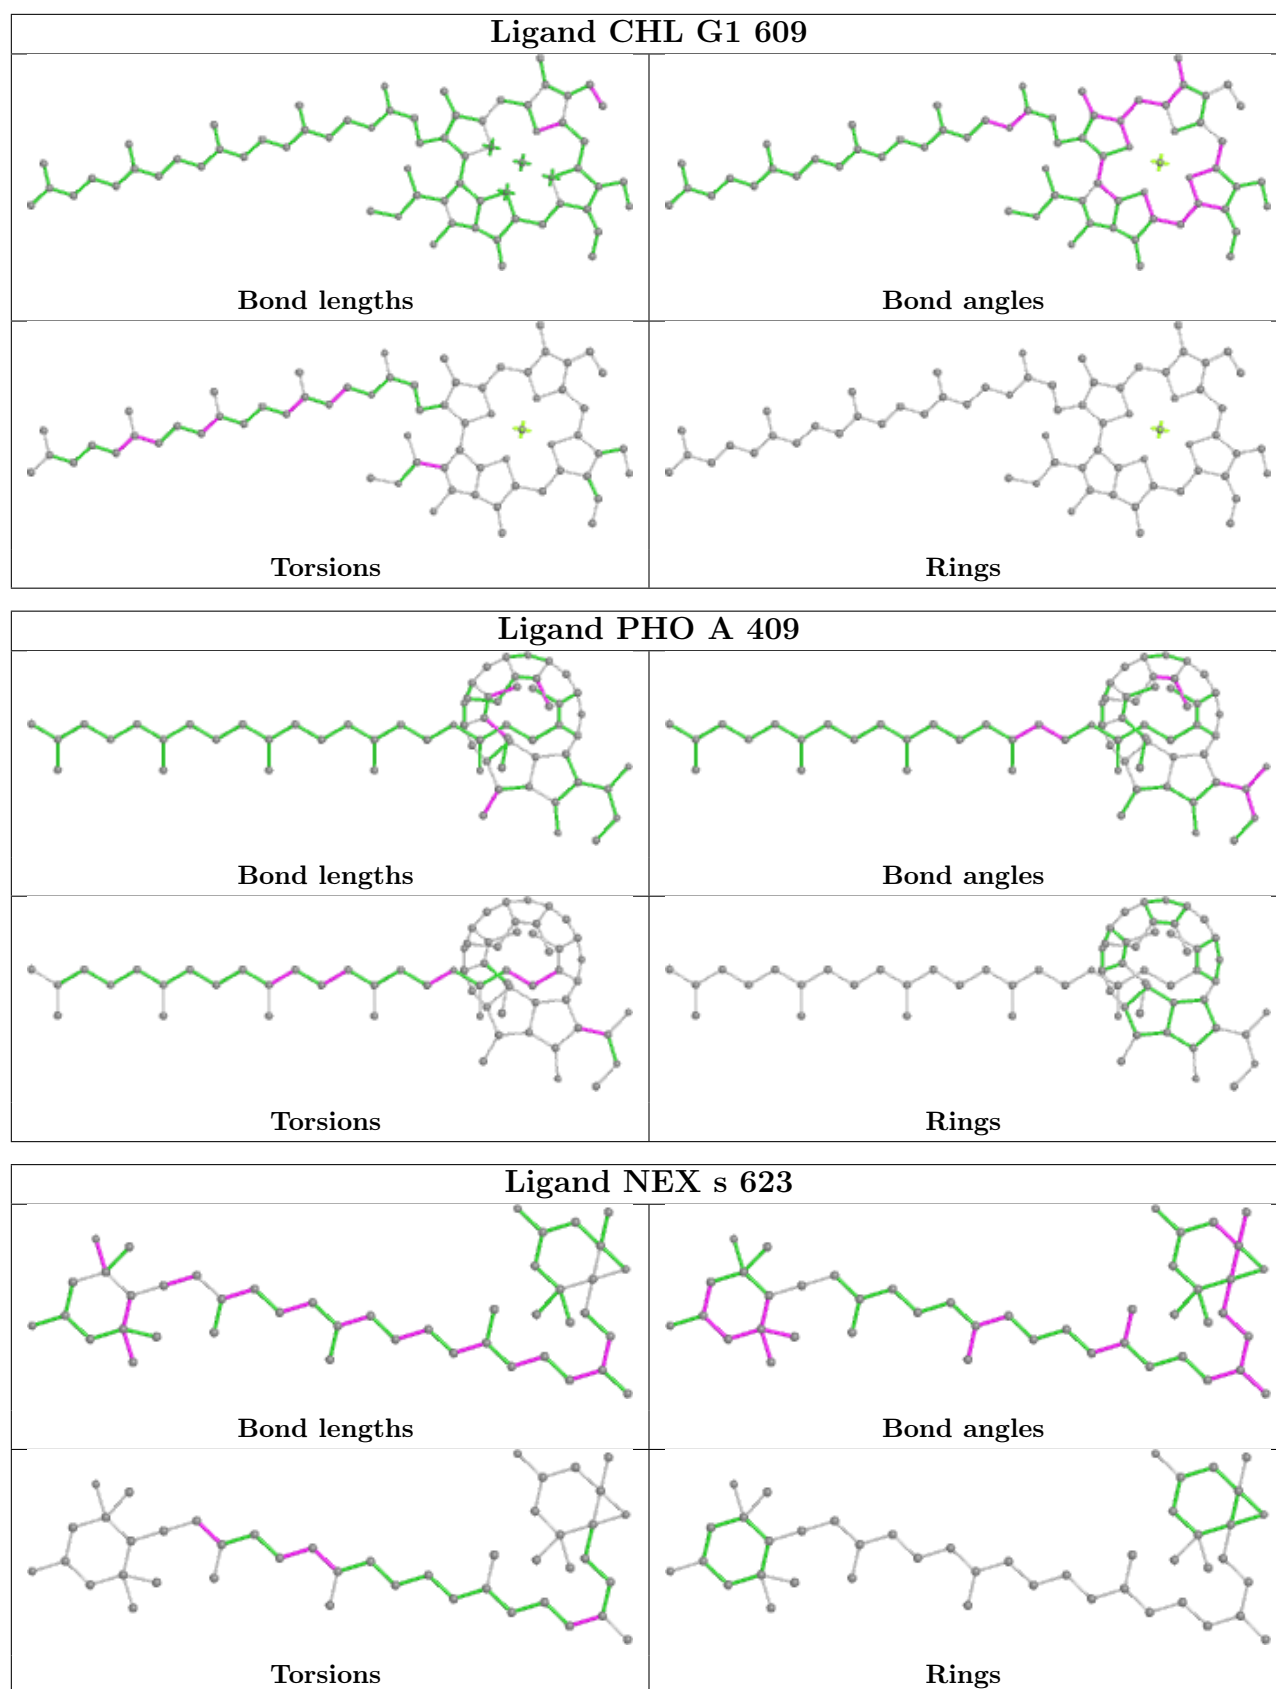 Ligand CHL G1 609
Bond lengths
Bond angles
Torsions
Rings
Ligand PHO A 409
Bond lengths
Bond angles
Torsions
Rings
Ligand NEX s 623
Bond lengths
Bond angles
Torsions
Rings